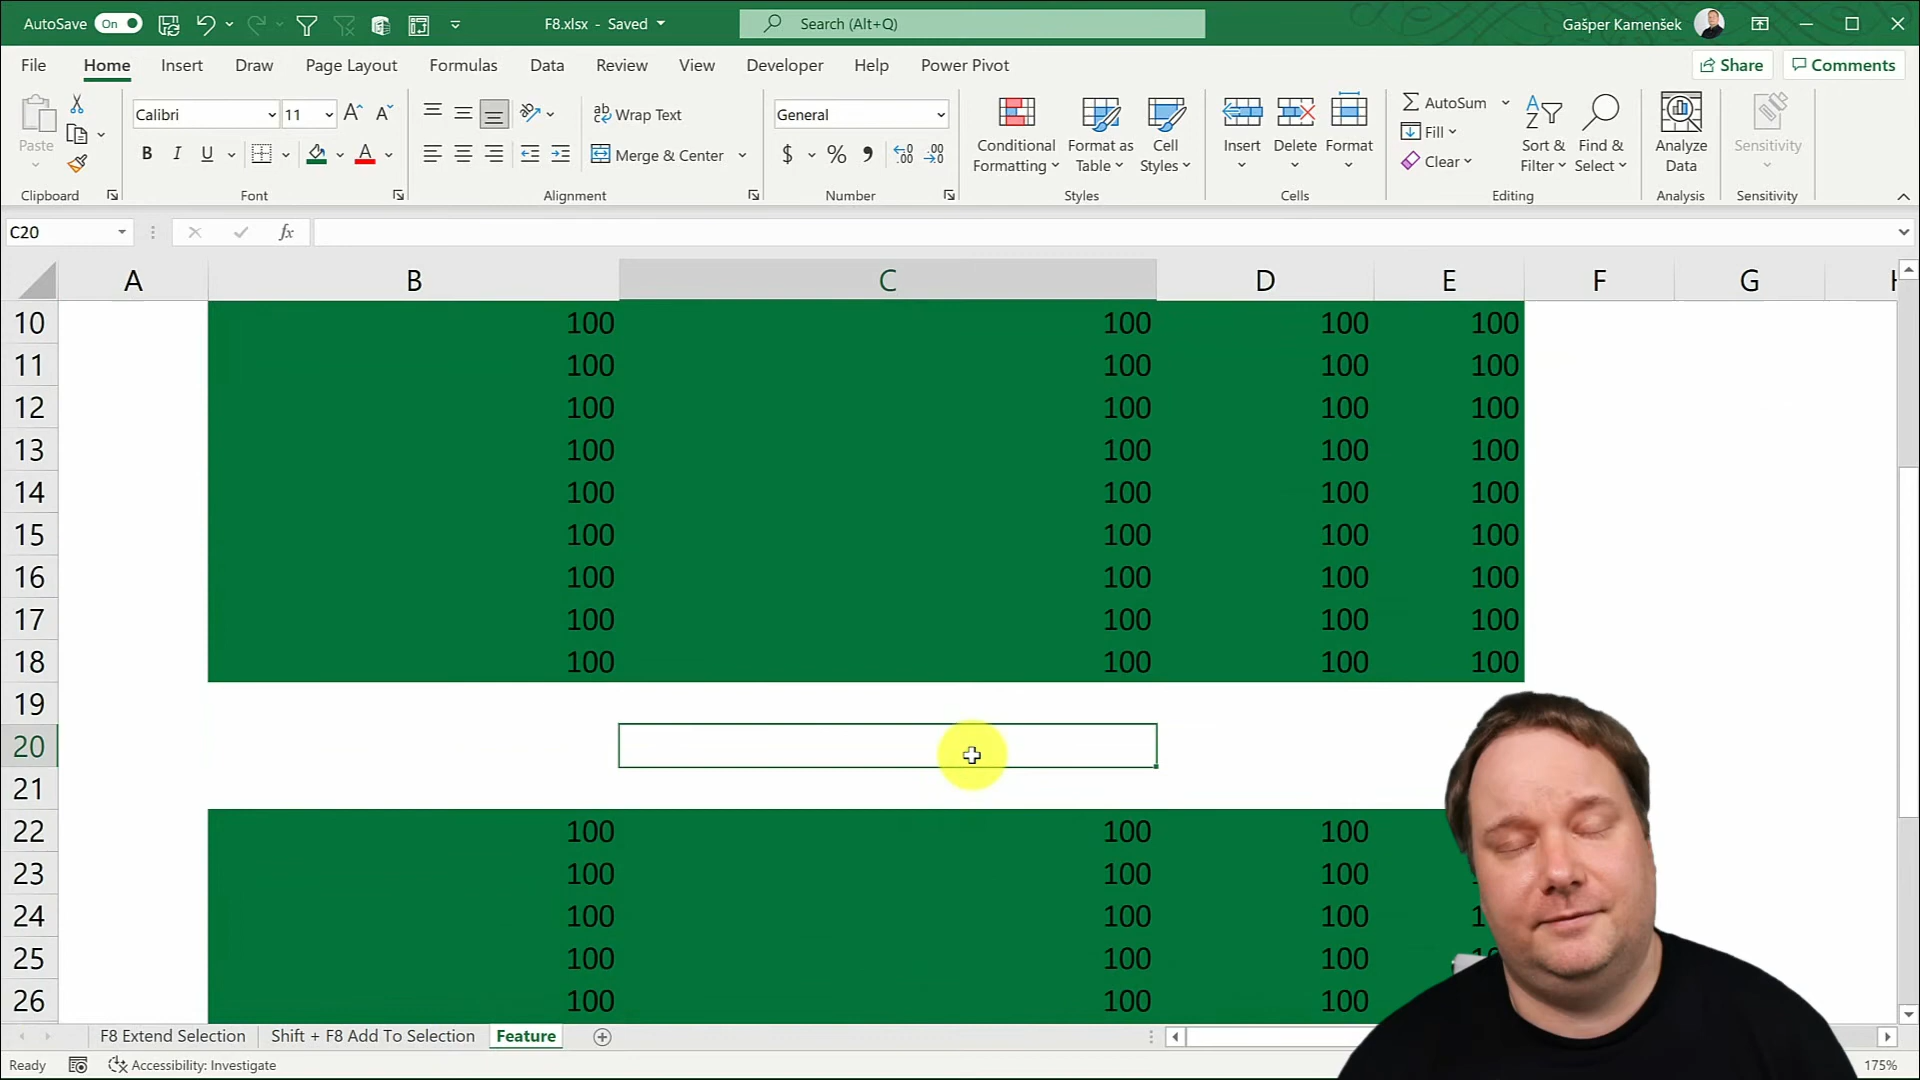 AutoSave On F8.xlsx - Saved Search (Alt+Q) Gašper Kamenšek
File Home Insert Draw Page Layout Formulas Data Review View Developer Help Power Pivot Share Comments
Paste Calibri 11 Wrap Text General Conditional Formatting Format as Table Cell Styles Insert Delete Format AutoSum Fill Clear Sort & Filter Find & Select Analyze Data Sensitivity
B I U Merge & Center $ % 9 .00 .00
Clipboard Font Alignment Number Styles Cells Editing Analysis Sensitivity
C20 fx
A B C D E F G
10 100 100 100 100
11 100 100 100 100
12 100 100 100 100
13 100 100 100 100
14 100 100 100 100
15 100 100 100 100
16 100 100 100 100
17 100 100 100 100
18 100 100 100 100
19
20
21
22 100 100 100
23 100 100 100
24 100 100 100
25 100 100 100
26 100 100 100
F8 Extend Selection Shift + F8 Add To Selection Feature
Ready Accessibility: Investigate 175%